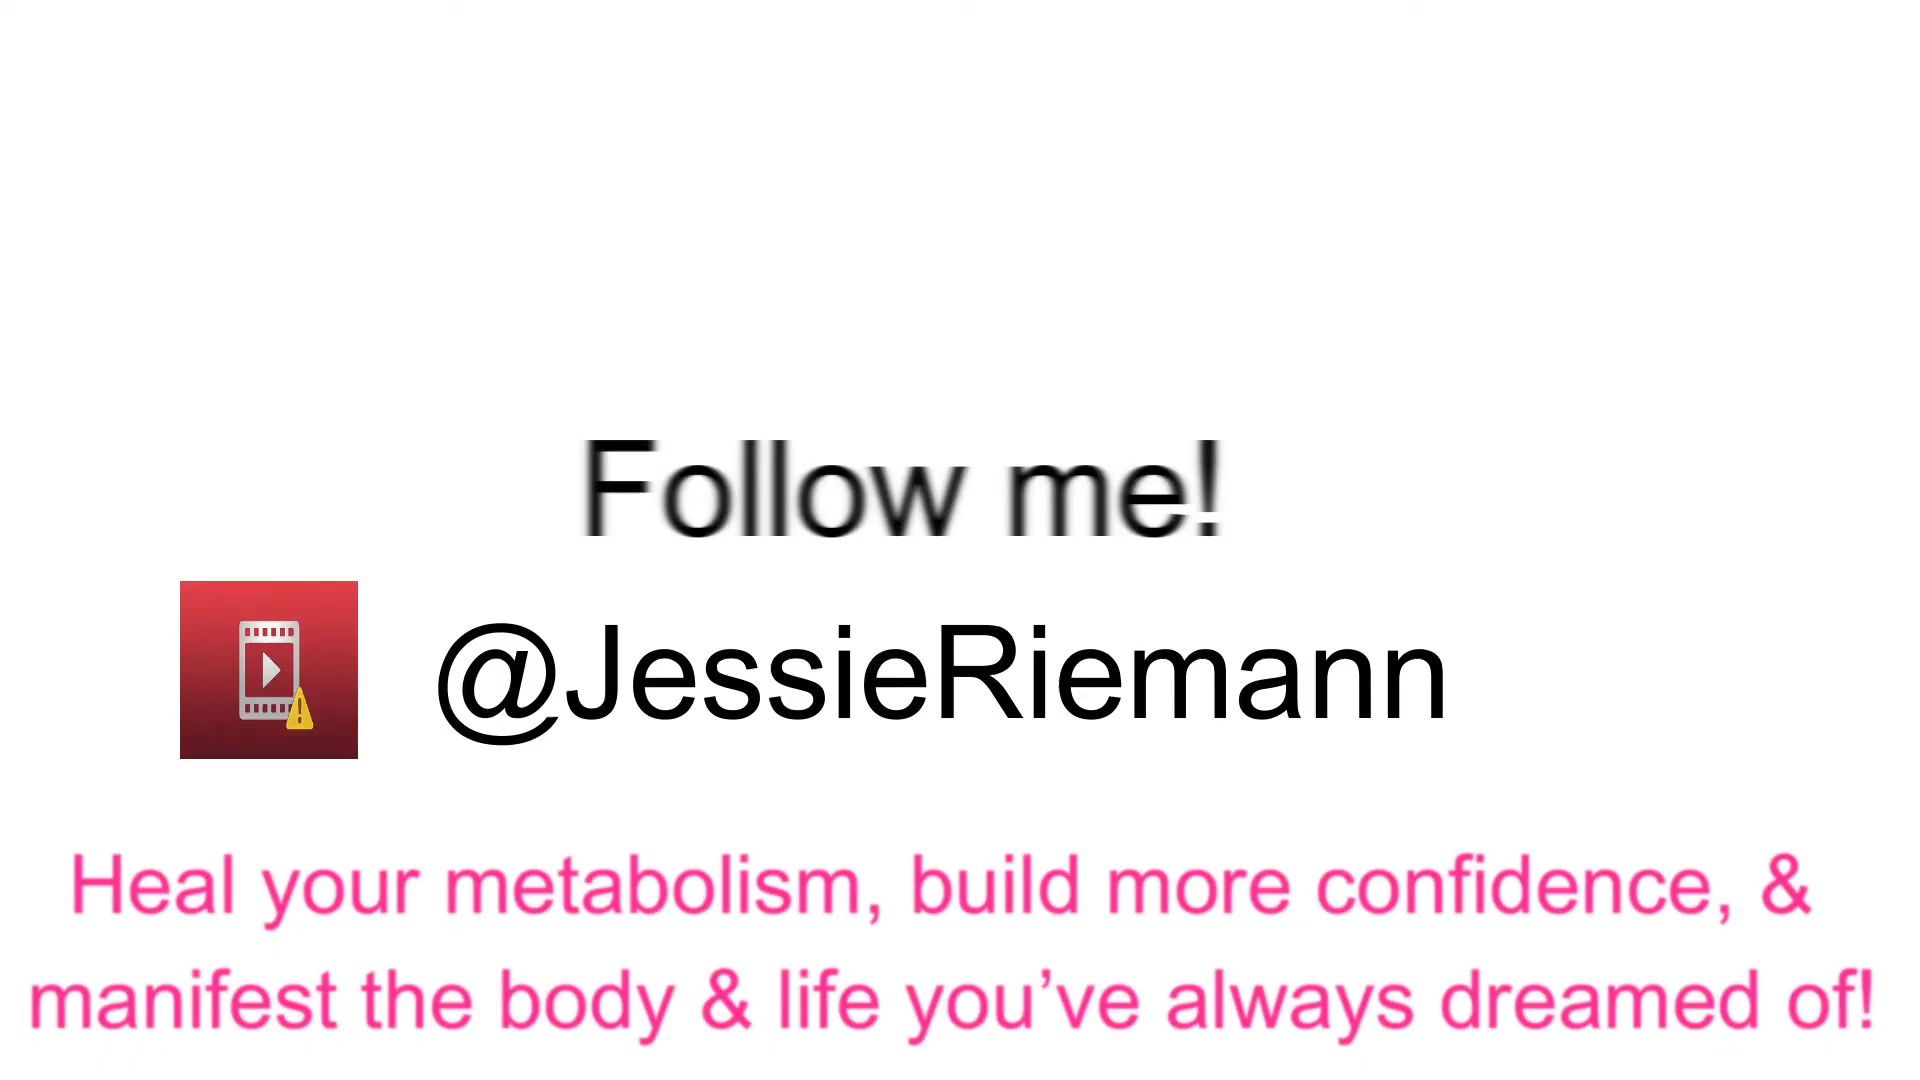 Follow me!
@JessieRiemann
Heal your metabolism, build more confidence, &
manifest the body & life you’ve always dreamed of!